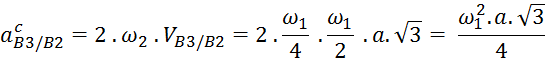 a^c_{B3/B2} = 2 . ω_2 . V_{B3/B2} = 2 . ω_1/4 . ω_1/2 . a . √3 = ω_1^2 . a . √3 / 4